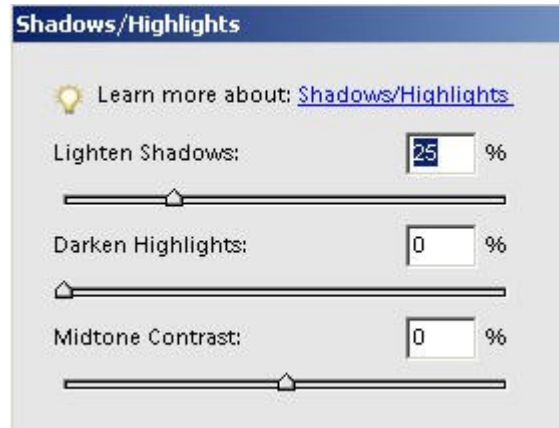 Shadows/Highlights
Learn more about: Shadows/Highlights
Lighten Shadows: 25 %
Darken Highlights: 0 %
Midtone Contrast: 0 %